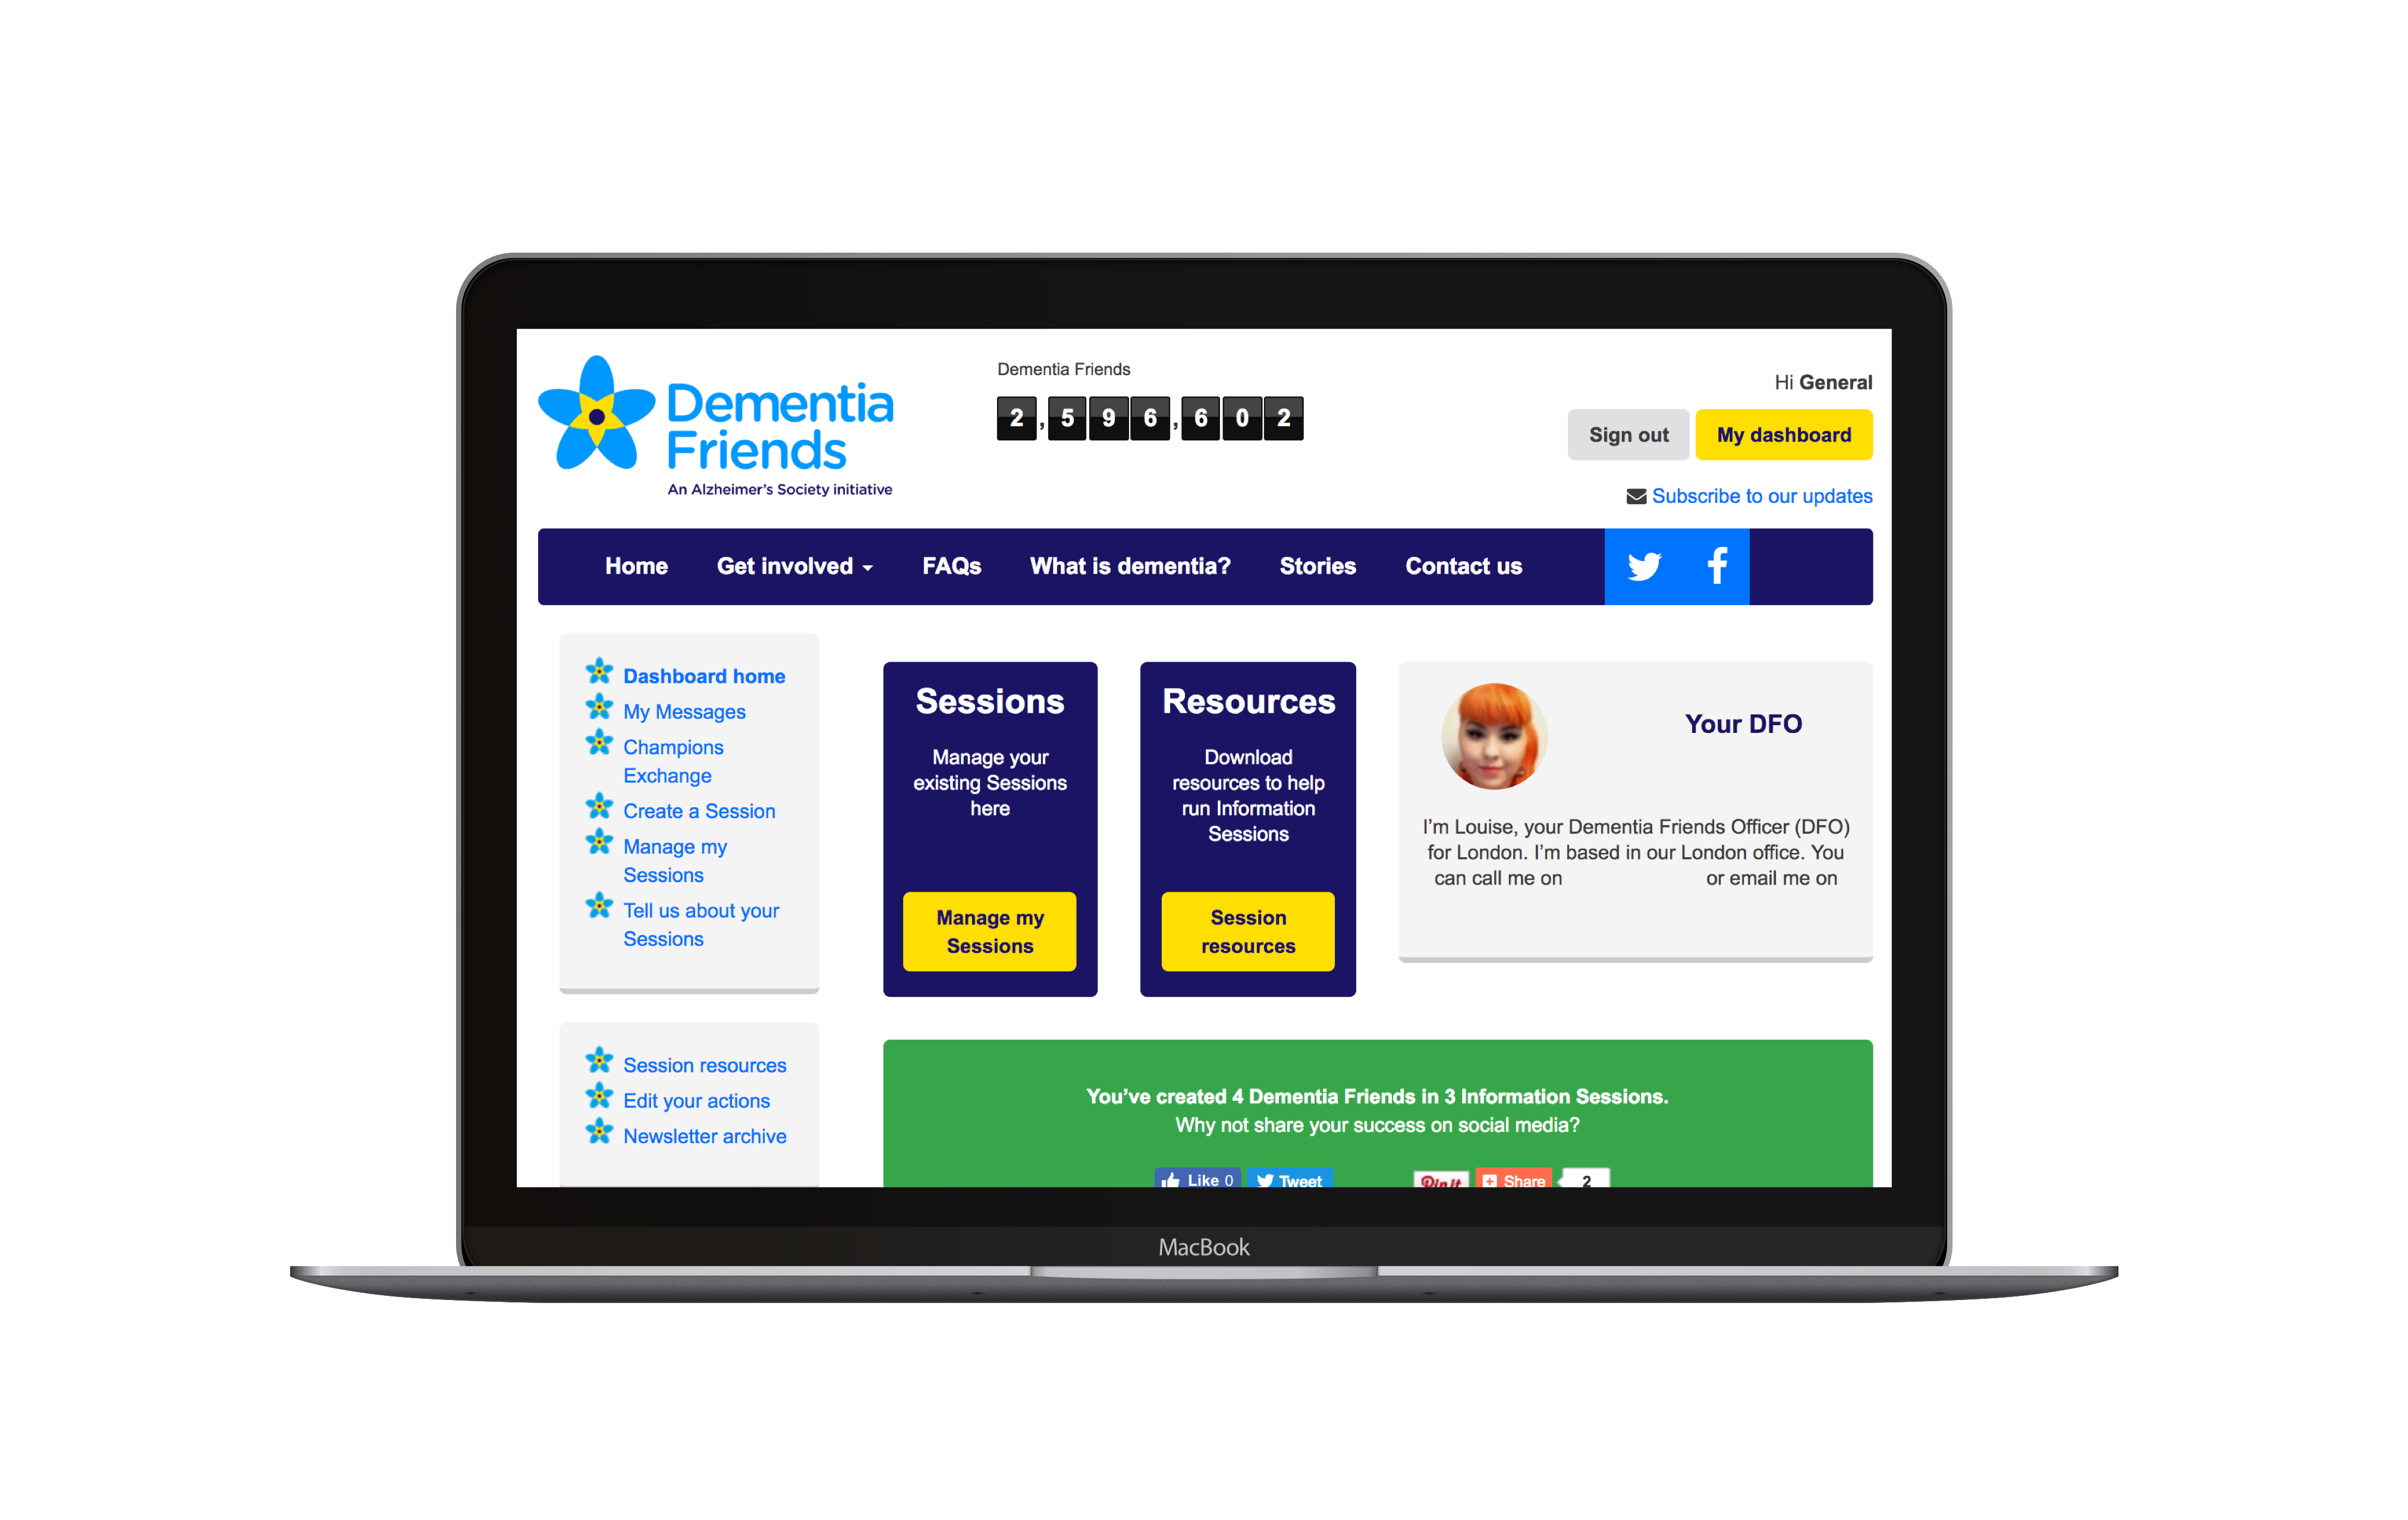 Dementia
Friends
An Alzheimer's Society initiative
Dementia Friends
2,596,602
Hi General
Sign out
My dashboard
Subscribe to our updates
Home
Get involved
FAQs
What is dementia?
Stories
Contact us
Dashboard home
My Messages
Champions
Exchange
Create a Session
Manage my
Sessions
Tell us about your
Sessions
Session resources
Edit your actions
Newsletter archive
Sessions
Manage your
existing Sessions
here
Manage my
Sessions
Resources
Download
resources to help
run Information
Sessions
Session
resources
Your DFO
I'm Louise, your Dementia Friends Officer (DFO)
for London. I'm based in our London office. You
can call me on or email me on
You've created 4 Dementia Friends in 3 Information Sessions.
Why not share your success on social media?
Like 0
Tweet
Pin it
Share
2
MacBook